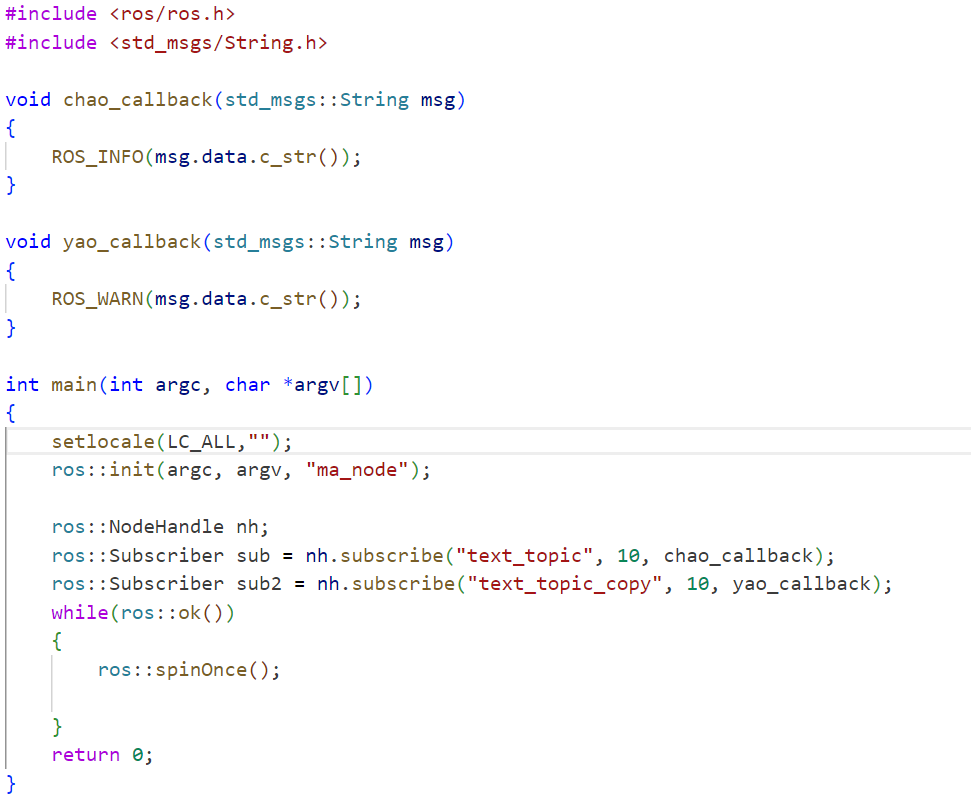 #include <ros/ros.h>
#include <std_msgs/String.h>

void chao_callback(std_msgs::String msg)
{
    ROS_INFO(msg.data.c_str());
}

void yao_callback(std_msgs::String msg)
{
    ROS_WARN(msg.data.c_str());
}

int main(int argc, char *argv[])
{
    setlocale(LC_ALL,"");
    ros::init(argc, argv, "ma_node");

    ros::NodeHandle nh;
    ros::Subscriber sub = nh.subscribe("text_topic", 10, chao_callback);
    ros::Subscriber sub2 = nh.subscribe("text_topic_copy", 10, yao_callback);
    while(ros::ok())
    {
        ros::spinOnce();

    }
    return 0;
}